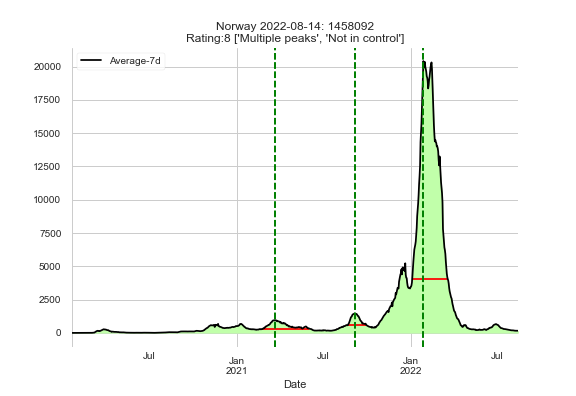 Norway 2022-08-14: 1458092
Rating:8 ['Multiple peaks', 'Not in control']
Average-7d
20000
17500
15000
12500
10000
7500
5000
2500
0
Jul
Jan
2021
Jul
Jan
2022
Jul
Date